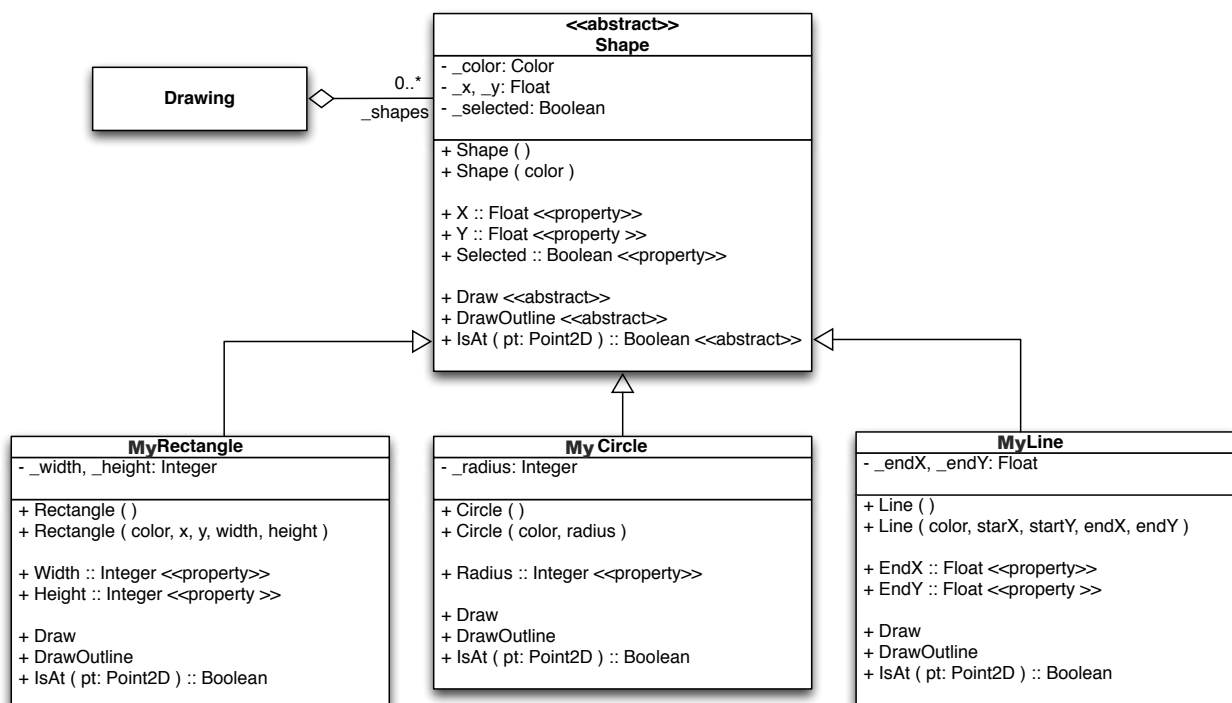 Drawing
0..*
_shapes
<<abstract>>
Shape
- _color: Color
- _x, _y: Float
- _selected: Boolean
+ Shape ( )
+ Shape ( color )
+ X :: Float <<property>>
+ Y :: Float <<property >>
+ Selected :: Boolean <<property>>
+ Draw <<abstract>>
+ DrawOutline <<abstract>>
+ IsAt ( pt: Point2D ) :: Boolean <<abstract>>
MyRectangle
- _width, _height: Integer
+ Rectangle ( )
+ Rectangle ( color, x, y, width, height )
+ Width :: Integer <<property>>
+ Height :: Integer <<property >>
+ Draw
+ DrawOutline
+ IsAt ( pt: Point2D ) :: Boolean
My Circle
- _radius: Integer
+ Circle ( )
+ Circle ( color, radius )
+ Radius :: Integer <<property>>
+ Draw
+ DrawOutline
+ IsAt ( pt: Point2D ) :: Boolean
MyLine
- _endX, _endY: Float
+ Line ( )
+ Line ( color, starX, startY, endX, endY )
+ EndX :: Float <<property>>
+ EndY :: Float <<property >>
+ Draw
+ DrawOutline
+ IsAt ( pt: Point2D ) :: Boolean